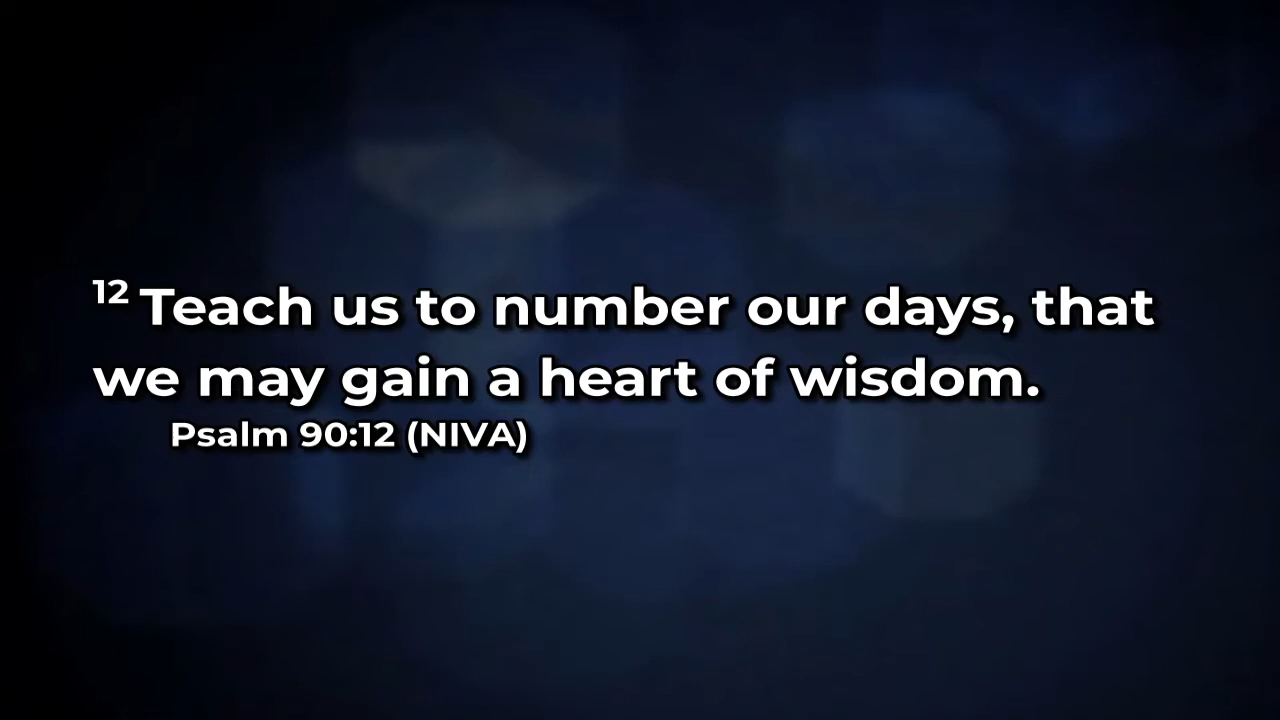 12 Teach us to number our days, that
we may gain a heart of wisdom.
Psalm 90:12 (NIVA)